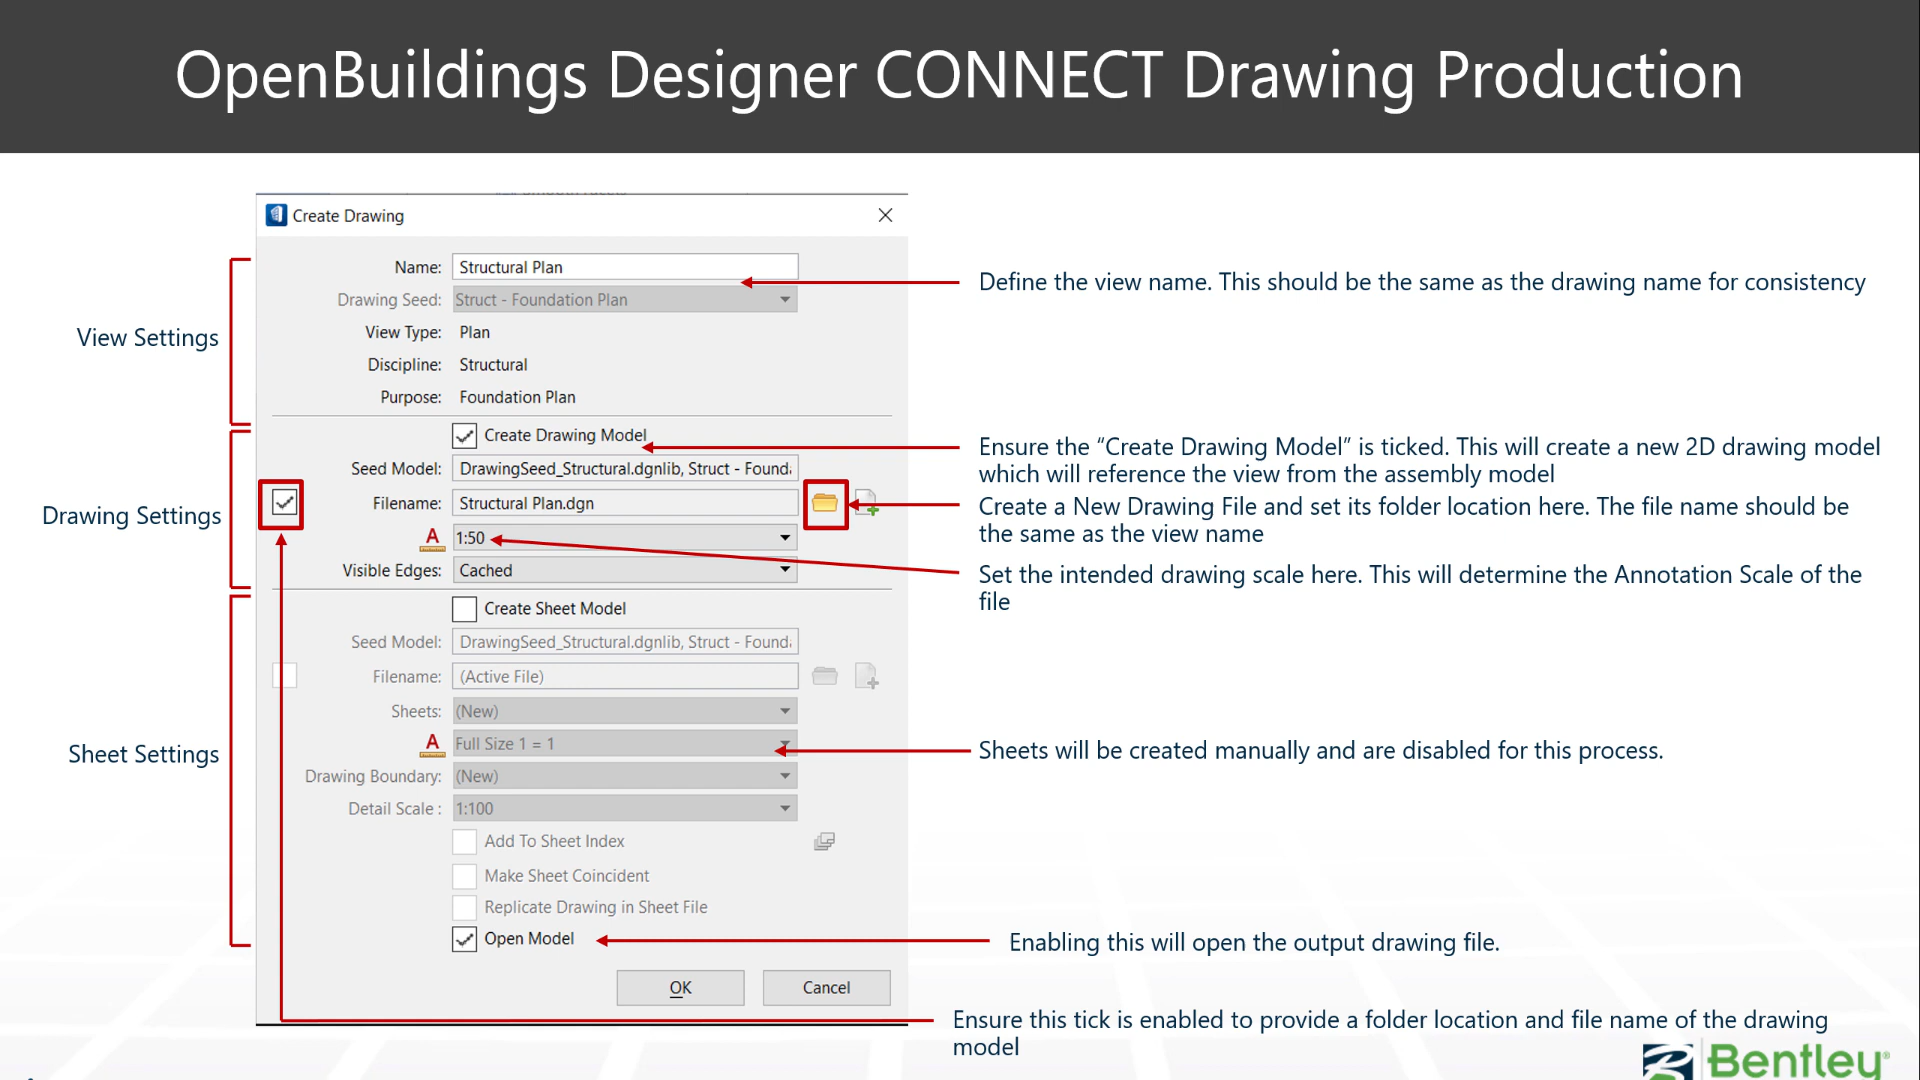 OpenBuildings Designer CONNECT Drawing Production
Create Drawing
View Settings
Name: Structural Plan
Drawing Seed: Struct - Foundation Plan
View Type: Plan
Discipline: Structural
Purpose: Foundation Plan
Define the view name. This should be the same as the drawing name for consistency
Drawing Settings
Create Drawing Model
Seed Model: DrawingSeed_Structural.dgnlib, Struct - Found
Filename: Structural Plan.dgn
A 1:50
Visible Edges: Cached
Ensure the “Create Drawing Model” is ticked. This will create a new 2D drawing model
which will reference the view from the assembly model
Create a New Drawing File and set its folder location here. The file name should be
the same as the view name
Set the intended drawing scale here. This will determine the Annotation Scale of the
file
Sheet Settings
Create Sheet Model
Seed Model: DrawingSeed_Structural.dgnlib, Struct - Found
Filename: (Active File)
Sheets: (New)
A Full Size 1 = 1
Drawing Boundary: (New)
Detail Scale : 1:100
Add To Sheet Index
Make Sheet Coincident
Replicate Drawing in Sheet File
Open Model
OK Cancel
Sheets will be created manually and are disabled for this process.
Enabling this will open the output drawing file.
Ensure this tick is enabled to provide a folder location and file name of the drawing
model
Bentley®